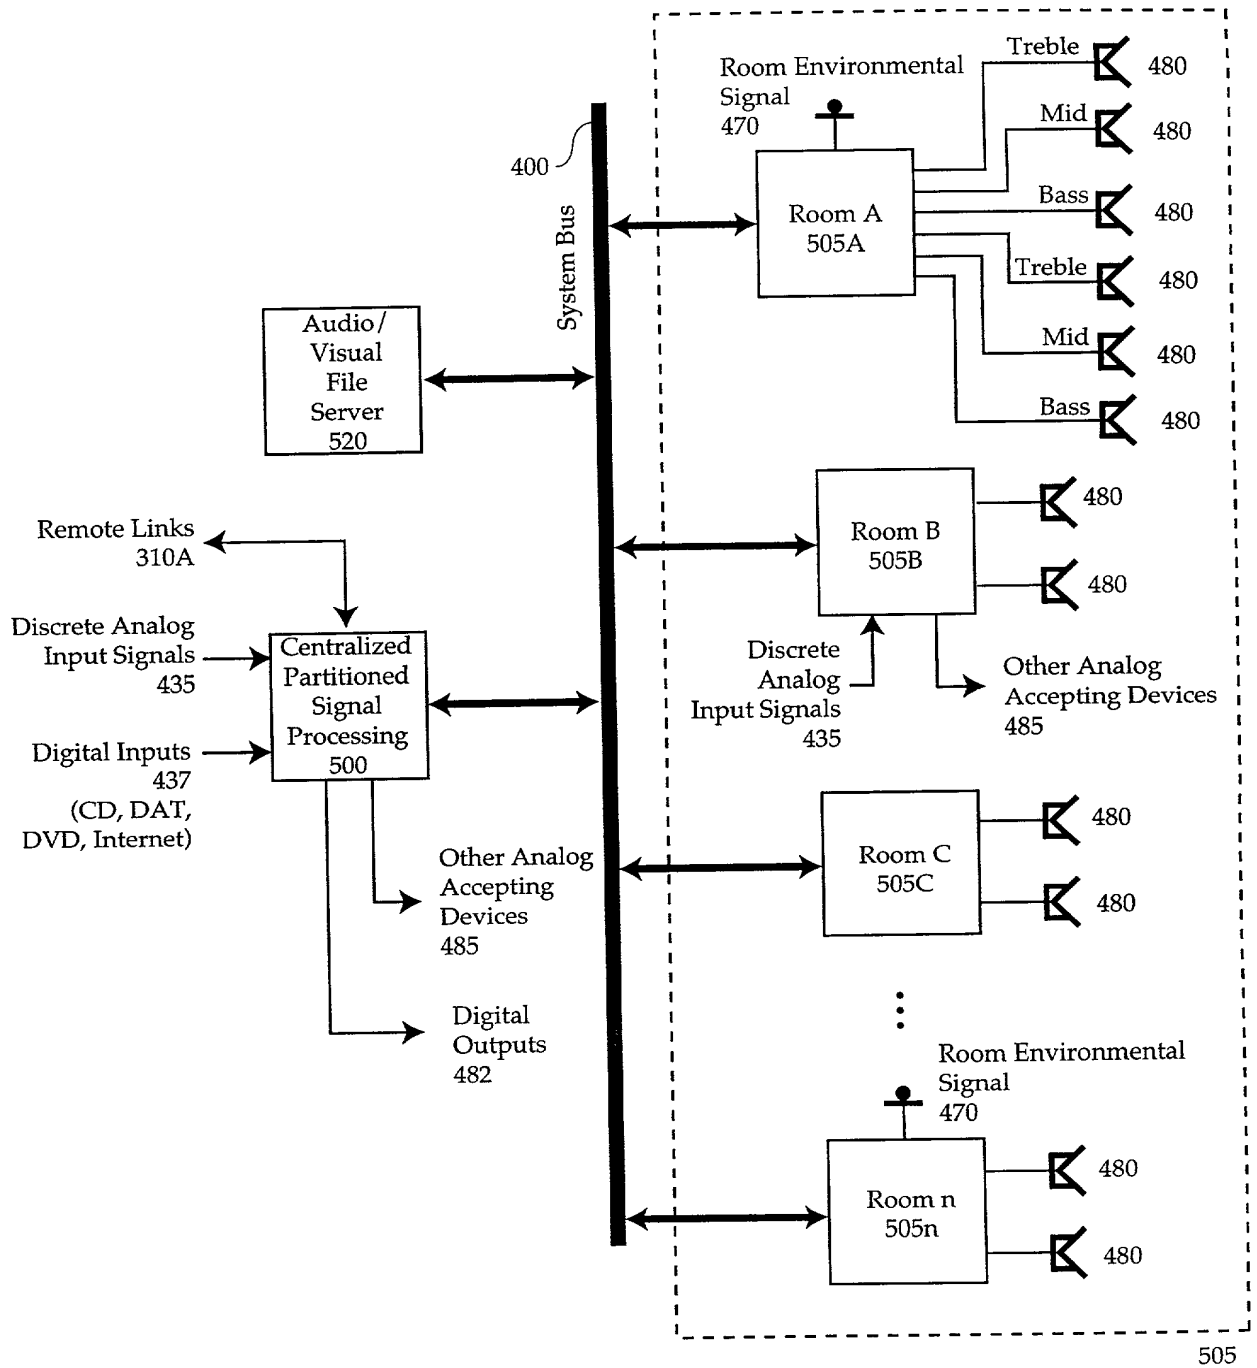 Treble
480
Room Environmental
Signal
470
Mid
480
400
Bass
480
Room A
505A
System Bus
Treble
480
Audio/
Visual
File
Server
520
Mid
480
Bass
480
480
Remote Links
310A
Room B
505B
480
Discrete Analog
Input Signals
435
Centralized
Partitioned
Signal
Processing
500
Discrete
Analog
Input Signals
435
Other Analog
Accepting Devices
485
Digital Inputs
437
(CD, DAT,
DVD, Internet)
480
Room C
505C
480
Other Analog
Accepting
Devices
485
Digital
Outputs
482
Room Environmental
Signal
470
480
Room n
505n
480
505